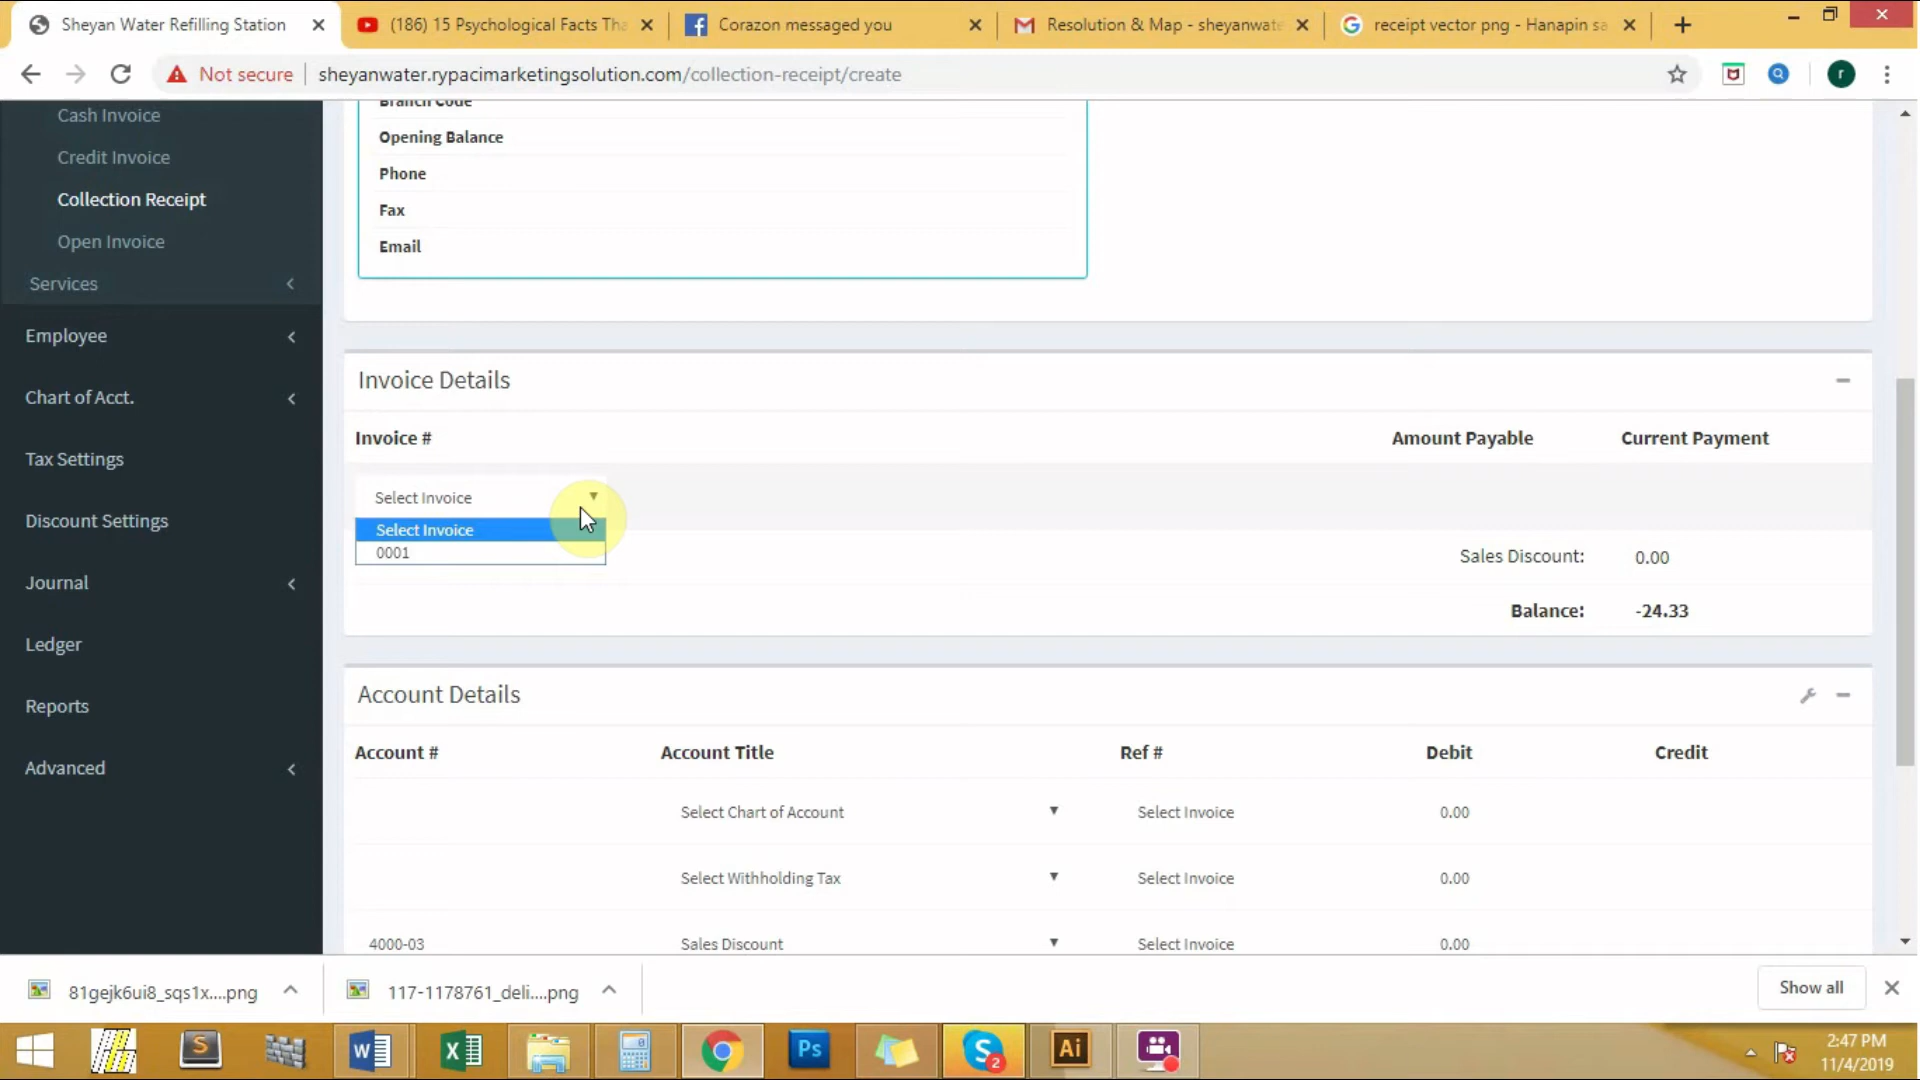 Sheyan Water Refilling Station
(186) 15 Psychological Facts Tha
Corazon messaged you
Resolution & Map - sheyanwate
receipt vector png - Hanapin sa
Not secure
sheyanwater.rypacimarketingsolution.com/collection-receipt/create
r
Cash Invoice
Credit Invoice
Collection Receipt
Open Invoice
Services
Employee
Chart of Acct.
Tax Settings
Discount Settings
Journal
Ledger
Reports
Advanced
Branch Code
Opening Balance
Phone
Fax
Email
Invoice Details
Invoice # Amount Payable Current Payment
Select Invoice
Select Invoice
0001
Sales Discount: 0.00
Balance: -24.33
Account Details
Account # Account Title Ref # Debit Credit
Select Chart of Account Select Invoice 0.00
Select Withholding Tax Select Invoice 0.00
4000-03 Sales Discount Select Invoice 0.00
81gejk6ui8_sqs1x....png
117-1178761_deli....png
Show all
S
W
X
Ps
S
2
Ai
2:47 PM
11/4/2019